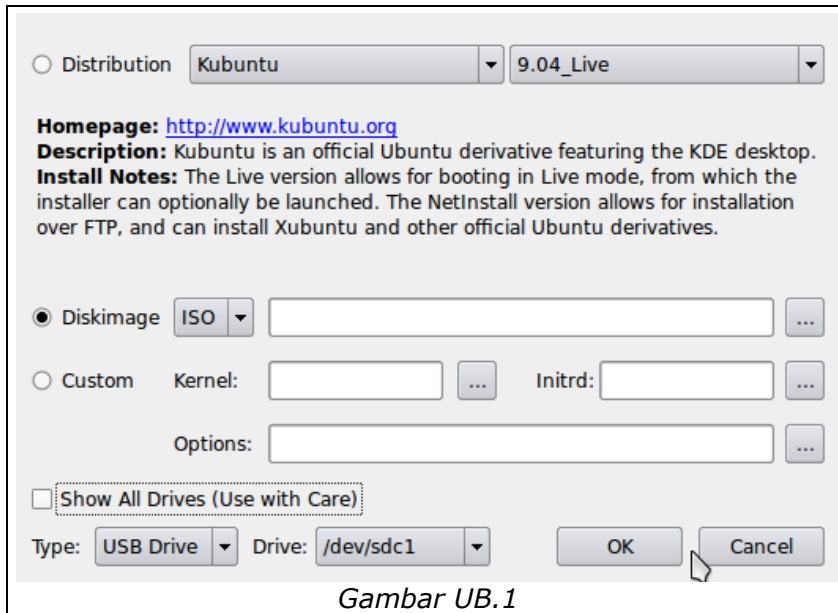 Distribution Kubuntu 9.04_Live
Homepage: http://www.kubuntu.org
Description: Kubuntu is an official Ubuntu derivative featuring the KDE desktop.
Install Notes: The Live version allows for booting in Live mode, from which the
installer can optionally be launched. The NetInstall version allows for installation
over FTP, and can install Xubuntu and other official Ubuntu derivatives.
Diskimage ISO ...
Custom Kernel: ... Initrd: ...
Options: ...
Show All Drives (Use with Care)
Type: USB Drive Drive: /dev/sdc1 OK Cancel
Gambar UB.1